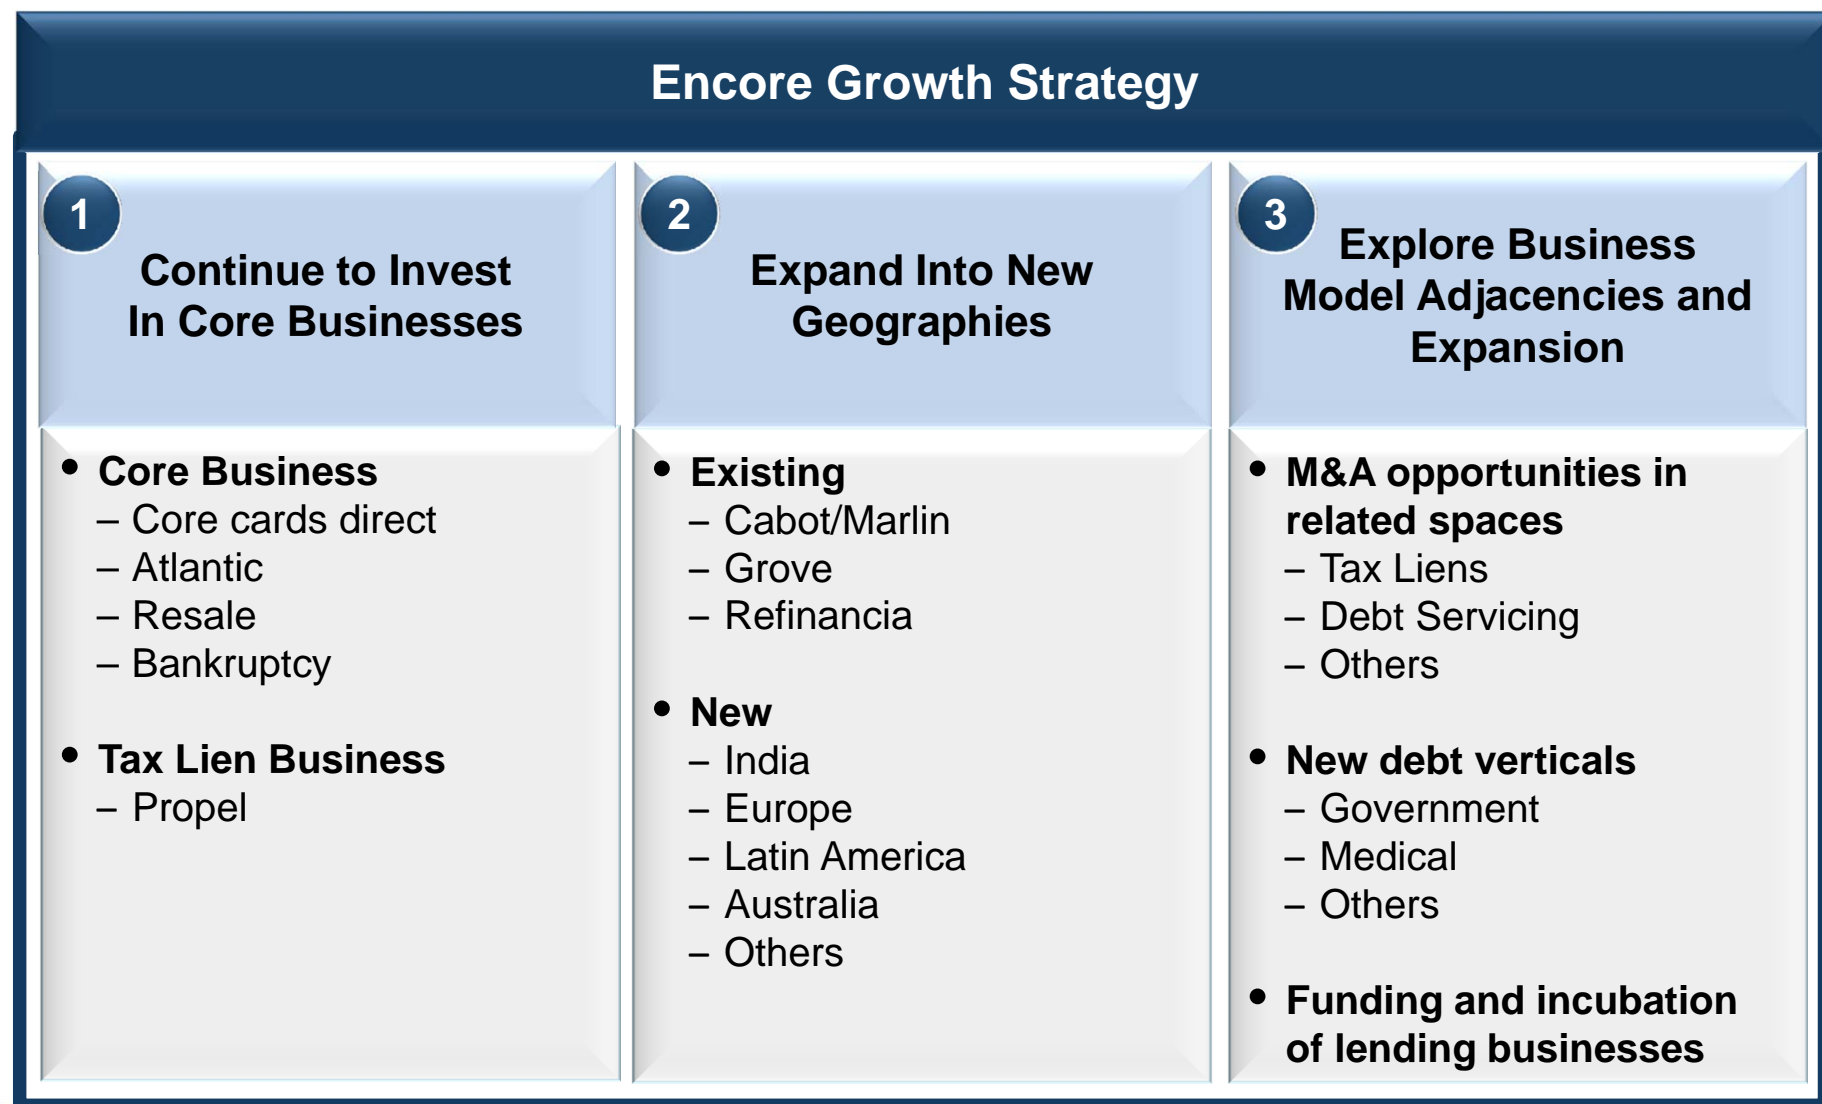 Encore Growth Strategy
1
Continue to Invest
In Core Businesses
• Core Business
– Core cards direct
– Atlantic
– Resale
– Bankruptcy
• Tax Lien Business
– Propel
2
Expand Into New
Geographies
• Existing
– Cabot/Marlin
– Grove
– Refinancia
• New
– India
– Europe
– Latin America
– Australia
– Others
3
Explore Business
Model Adjacencies and
Expansion
• M&A opportunities in
related spaces
– Tax Liens
– Debt Servicing
– Others
• New debt verticals
– Government
– Medical
– Others
• Funding and incubation
of lending businesses